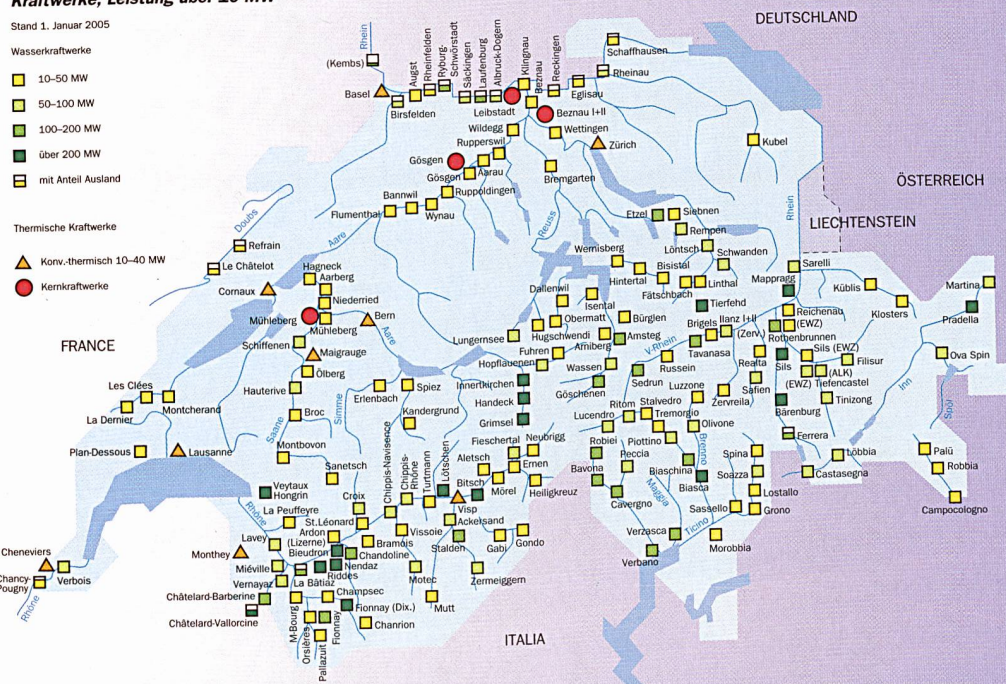 Kraftwerke, Leistung über 10 MW
Stand 1. Januar 2005
Wasserkraftwerke
10–50 MW
50–100 MW
100–200 MW
über 200 MW
mit Anteil Ausland
Thermische Kraftwerke
Konv.-thermisch 10–40 MW
Kernkraftwerke
DEUTSCHLAND
ÖSTERREICH
LIECHTENSTEIN
FRANCE
ITALIA
Rhein
(Kembs)
Basel
Birsfelden
Augst
Rheinfelden
Ryburg-
Schwörstadt
Säckingen
Laufenburg
Albruck-Dogern
Klingnau
Beznau
Reckingen
Eglisau
Schaffhausen
Rheinau
Leibstadt
Beznau I+II
Wildegg
Wettingen
Zürich
Kubel
Rupperswil
Gösgen
Gösgen
Aarau
Bremgarten
Ruppoldingen
Bannwil
Flumenthal
Wynau
Aare
Reuss
Rhein
Doubs
Refrain
Le Châtelot
Cornaux
Hagneck
Aarberg
Niederried
Mühleberg
Mühleberg
Bern
Aare
Schiffenen
Maigrauge
Ölberg
Hauterive
Broc
Saane
Simme
Montbovon
Erlenbach
Spiez
Kandergrund
Sanetsch
Les Clées
La Dernier
Montcherand
Plan-Dessous
Lausanne
Etzel
Siebnen
Rempen
Löntsch
Schwanden
Wernisberg
Bisistal
Hintertal
Fätschbach
Linthal
Sarelli
Mapragg
Küblis
Klosters
Martina
Pradella
Dallenwil
Isental
Tierfehd
Obermatt
Bürglen
Lungernsee
Hugschwendi
Arniberg
Amsteg
Brigels
Ilanz I+II
(Zerv.)
Reichenau
(EWZ)
Rothenbrunnen
Fuhren
Hopflauenen
Wassen
V-Rhein
Tavanasa
Russein
Realta
Sils
Sils (EWZ)
(ALK)
Filisur
Ova Spin
Innertkirchen
Göschenen
Sedrun
Luzzone
Safien
(EWZ)
Tiefencastel
Tinizong
Inn
Spöl
Handeck
Grimsel
Lucendro
Ritom
Stalvedro
Tremorgio
Zervreila
Bärenburg
Olivone
Ferrera
Robiei
Piottino
Peccia
Brenno
Spina
Löbbia
Castasegna
Palü
Robbia
Campocologno
Bavona
Biaschina
Biasca
Soazza
Maggia
Cavergno
Lostallo
Sassello
Grono
Verzasca
Ticino
Verbano
Morobbia
Fieschertal
Neubrigg
Aletsch
Ernen
Mörel
Heiligkreuz
Bitsch
Lötschen
Turtmann
Chippis-
Rhône
Chippis-Navisence
Visp
Ackelsand
Vissoie
Stalden
Gabi
Gondo
Zermeiggern
Motec
Mutt
Veytaux
Hongrin
Rhône
La Peuffeyre
Croix
St.Léonard
Lavey
Ardon
(Lizerne)
Bramois
Monthey
Bieudron
Chandoline
Miéville
Nendaz
Vernayaz
La Bâtiaz
Riddes
Châtelard-Barberine
Champsec
Châtelard-Vallorcine
M-Bourg
Fionnay (Dix.)
Orsières
Fionnay
Chanrion
Pallazuit
Cheneviers
Chancy-
Pougny
Verbois
Rhône